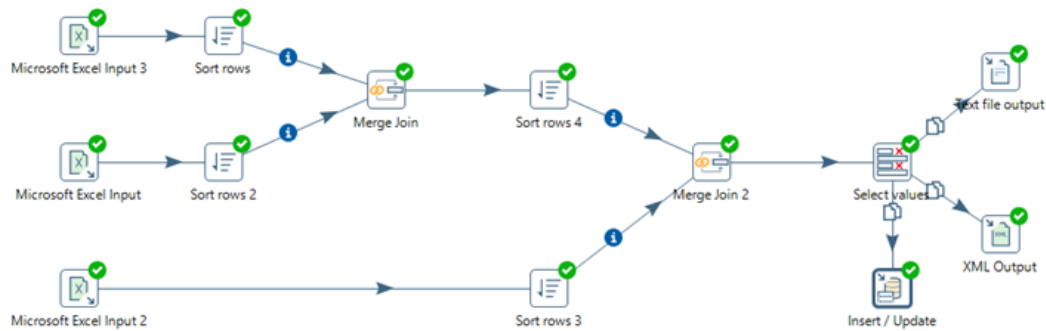 Microsoft Excel Input 3
Sort rows
Merge Join
Sort rows 4
Text file output
Microsoft Excel Input
Sort rows 2
Merge Join 2
Select values
XML Output
Microsoft Excel Input 2
Sort rows 3
Insert / Update